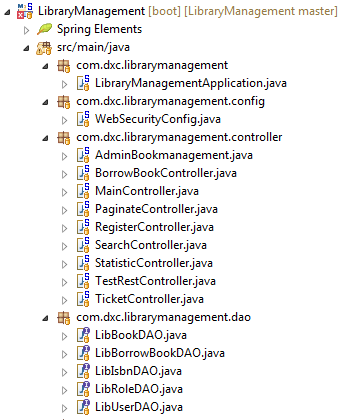 LibraryManagement [boot] [LibraryManagement master]
Spring Elements
src/main/java
com.dxc.librarymanagement
LibraryManagementApplication.java
com.dxc.librarymanagement.config
WebSecurityConfig.java
com.dxc.librarymanagement.controller
AdminBookmanagement.java
BorrowBookController.java
MainController.java
PaginateController.java
RegisterController.java
SearchController.java
StatisticController.java
TestRestController.java
TicketController.java
com.dxc.librarymanagement.dao
LibBookDAO.java
LibBorrowBookDAO.java
LibIsbnDAO.java
LibRoleDAO.java
LibUserDAO.java